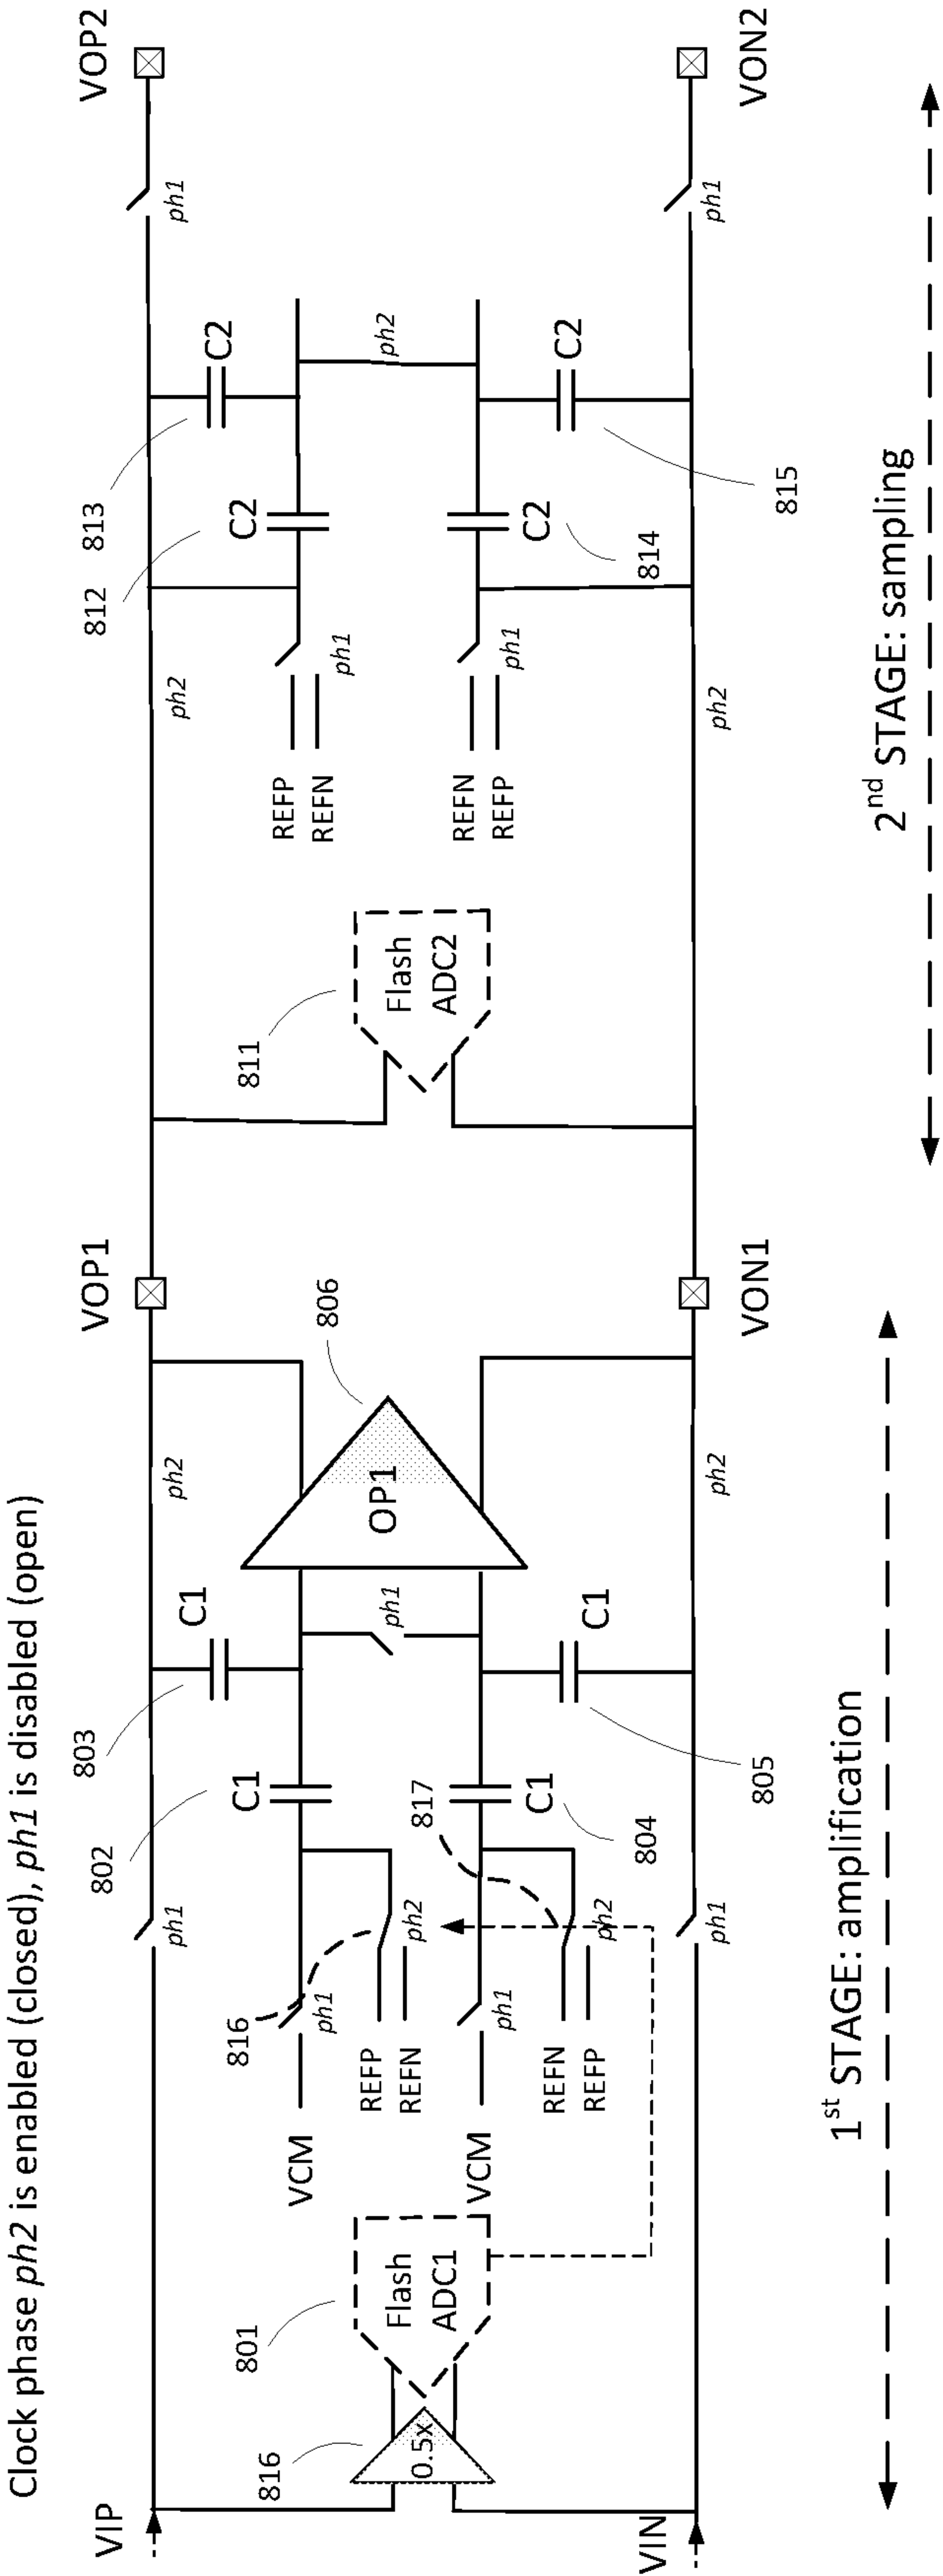 Clock phase ph2 is enabled (closed), ph1 is disabled (open)
VIP
VOP1
VOP2
803
C1
ph2
ph1
802
C1
816
ph1
VCM
REFP
REFN
ph2
816
0.5x
801
Flash
ADC1
817
ph1
OP1
806
VCM
ph1
C1
804
REFN
REFP
ph2
C1
805
VIN
ph1
ph2
VON1
811
Flash
ADC2
ph2
812
813
C2
C2
ph1
REFP
REFN
ph1
ph2
REFN
REFP
ph1
C2
814
C2
815
ph2
ph1
VON2
1st STAGE: amplification
2nd STAGE: sampling